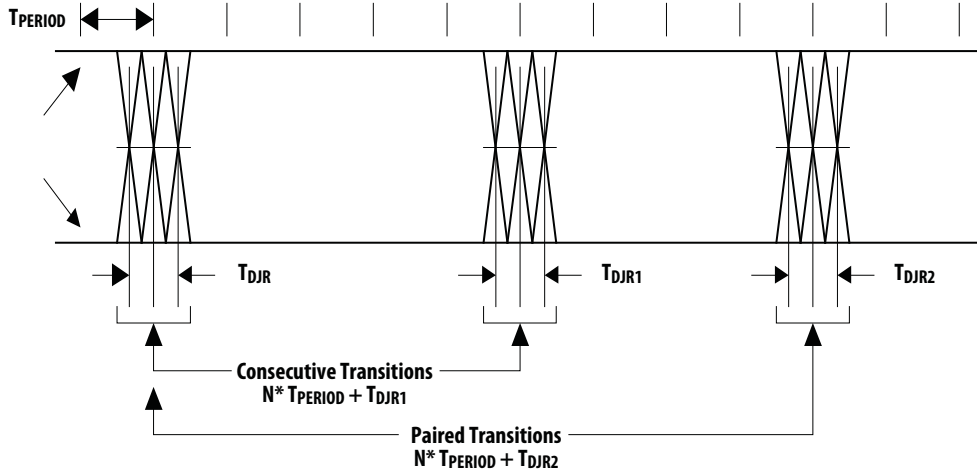 TPERIOD
TDJR
TDJR1
TDJR2
Consecutive Transitions
N* TPERIOD + TDJR1
Paired Transitions
N* TPERIOD + TDJR2